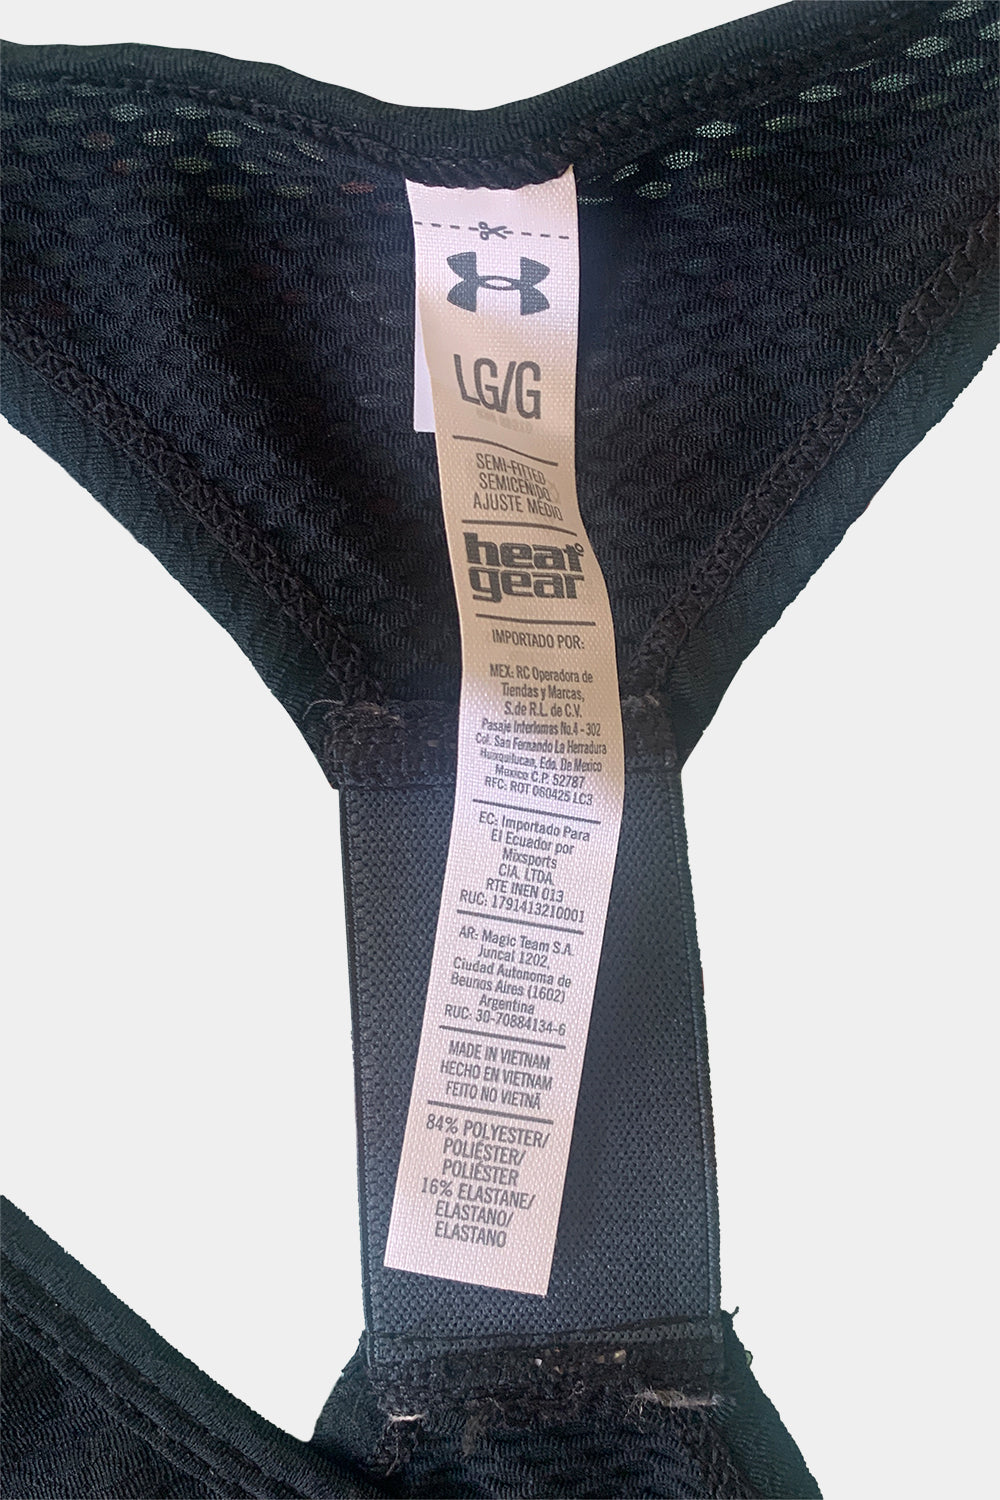 LG/G
SEMI-FITTED
SEMICENIDO
AJUSTE MÉDIO
heat
gear
IMPORTADO POR:
MEX: RC Operadora de
Tiendas y Marcas,
S.de R.L. de C.V.
Pasaje Interlomas No.4 - 302
Col. San Fernando La Herradura
Huixquilucan, Edo. De Mexico
Mexico C.P. 52787
RFC: ROT 060425 LC3
EC: Importado Para
El Ecuador por
Mixsports
CIA. LTDA
RTE INEN 013
RUC: 1791413210001
AR: Magic Team S.A.
Juncal 1202,
Ciudad Autonoma de
Beunos Aires (1602)
Argentina
RUC: 30-70884134-6
MADE IN VIETNAM
HECHO EN VIETNAM
FEITO NO VIETNÃ
84% POLYESTER/
POLIÉSTER/
POLIÉSTER
16% ELASTANE/
ELASTANO/
ELASTANO